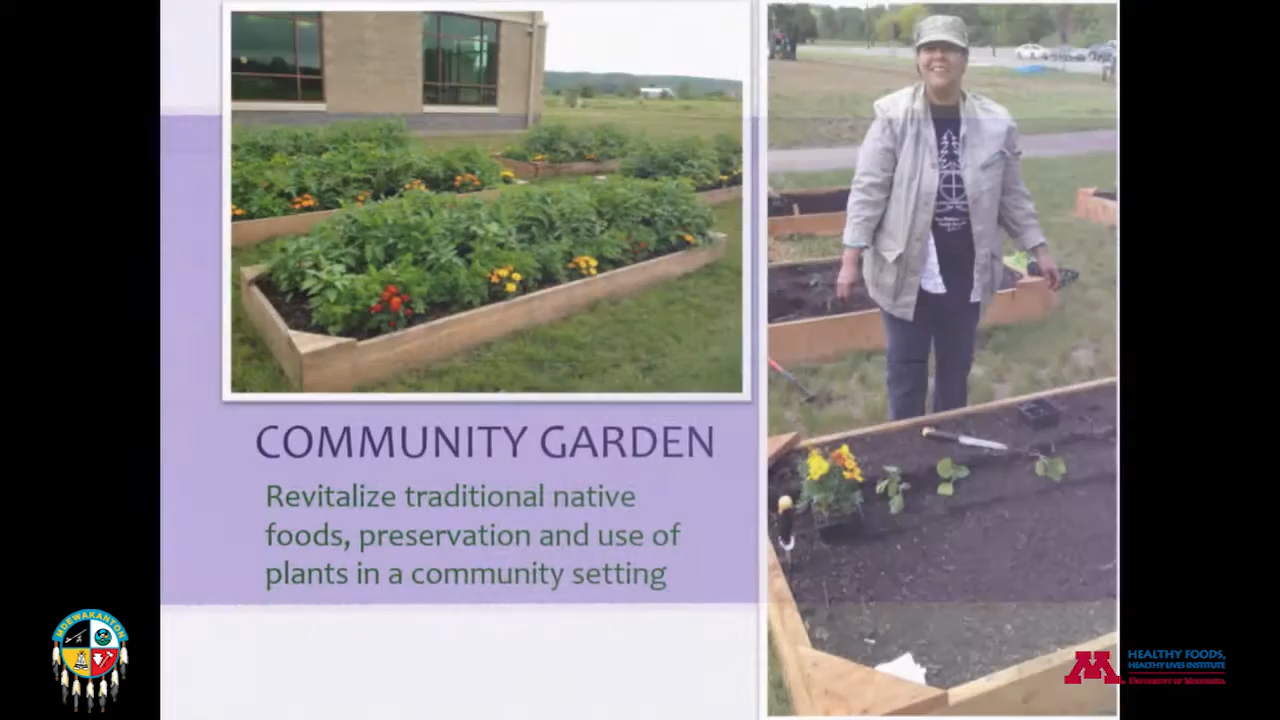 COMMUNITY GARDEN
Revitalize traditional native
foods, preservation and use of
plants in a community setting
MDEWAKANTON
M
HEALTHY FOODS,
HEALTHY LIVES INSTITUTE
UNIVERSITY OF MINNESOTA